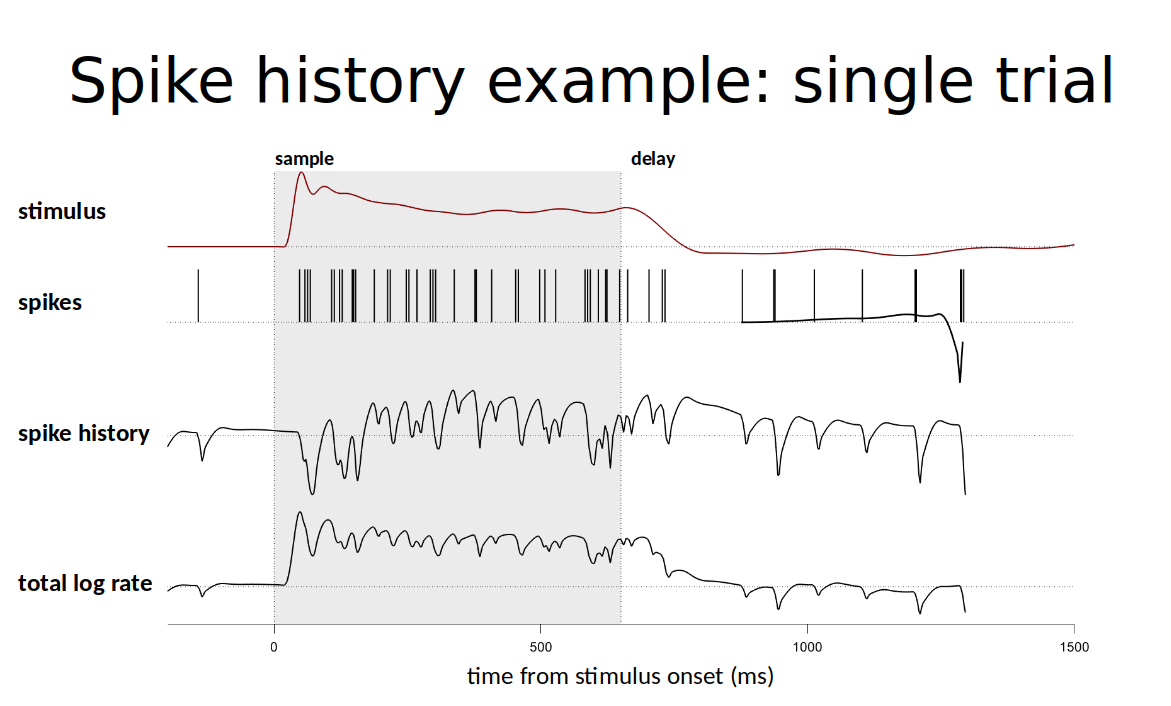 Spike history example: single trial
sample
delay
stimulus
spikes
spike history
total log rate
0
500
1000
1500
time from stimulus onset (ms)